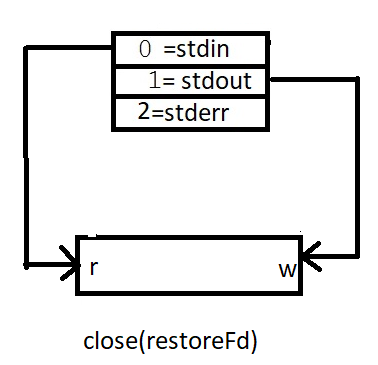 0 =stdin
1= stdout
2=stderr
r w
close(restoreFd)